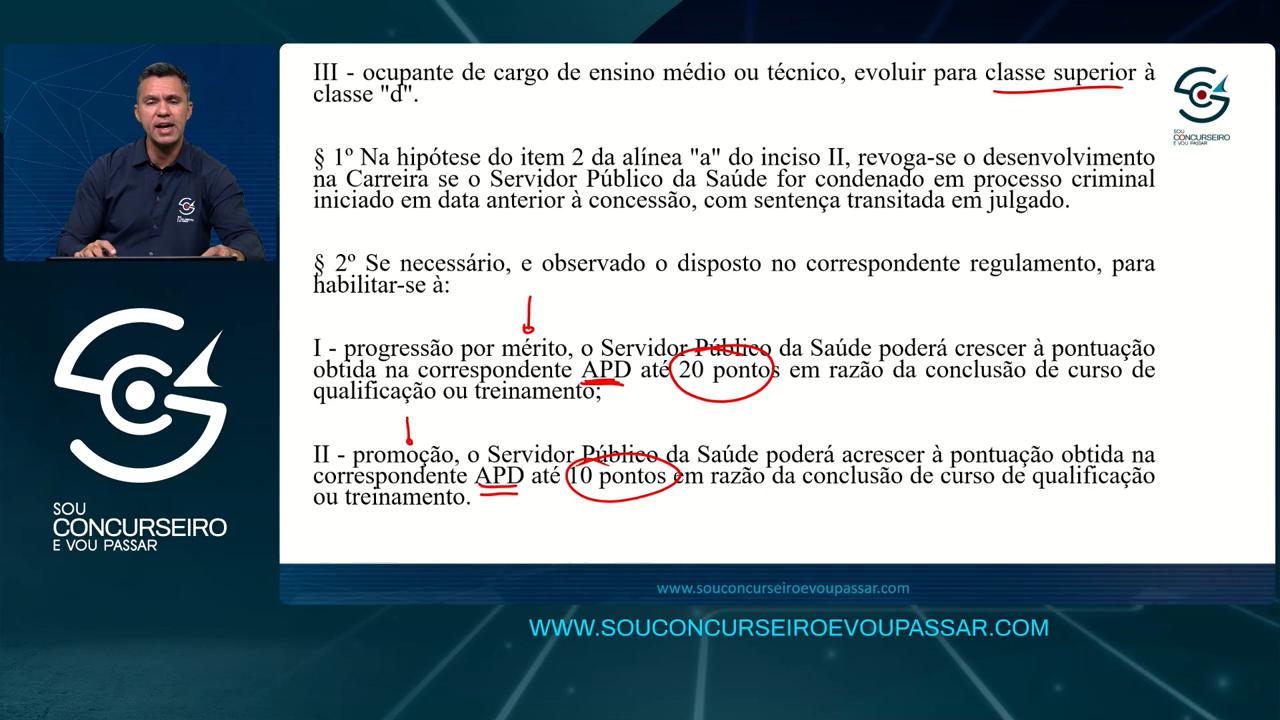 III - ocupante de cargo de ensino médio ou técnico, evoluir para classe superior à
classe "d".
SOU
CONCURSEIRO
E VOU PASSAR
§ 1º Na hipótese do item 2 da alínea "a" do inciso II, revoga-se o desenvolvimento
na Carreira se o Servidor Público da Saúde for condenado em processo criminal
iniciado em data anterior à concessão, com sentença transitada em julgado.
§ 2º Se necessário, e observado o disposto no correspondente regulamento, para
habilitar-se à:
I - progressão por mérito, o Servidor Público da Saúde poderá crescer à pontuação
obtida na correspondente APD até 20 pontos em razão da conclusão de curso de
qualificação ou treinamento;
II - promoção, o Servidor Público da Saúde poderá acrescer à pontuação obtida na
correspondente APD até 10 pontos em razão da conclusão de curso de qualificação
ou treinamento.
SOU
CONCURSEIRO
E VOU PASSAR
www.souconcurseiroevoupassar.com
WWW.SOUCONCURSEIROEVOUPASSAR.COM